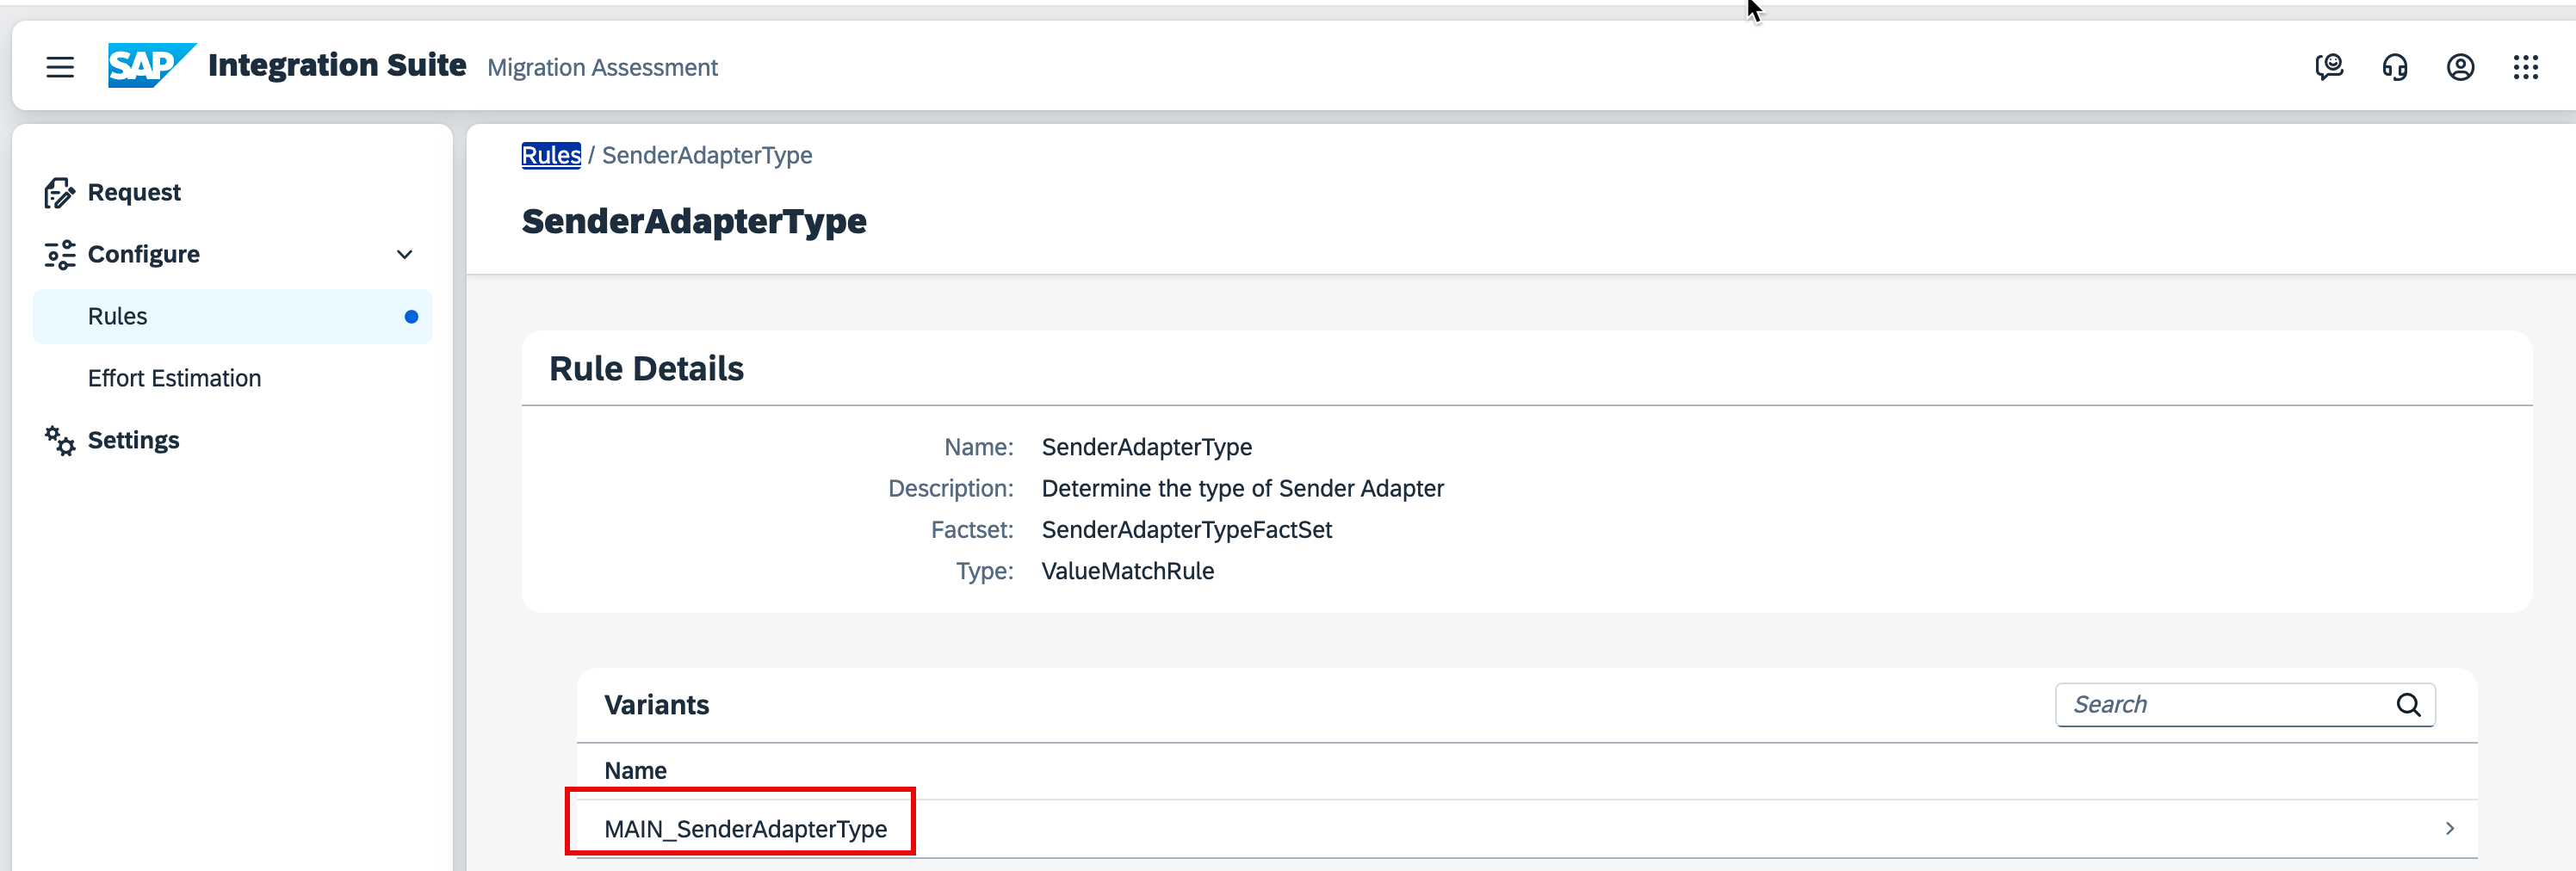 SAP Integration Suite Migration Assessment
Request
Configure
Rules
Effort Estimation
Settings
Rules / SenderAdapterType
SenderAdapterType
Rule Details
Name: SenderAdapterType
Description: Determine the type of Sender Adapter
Factset: SenderAdapterTypeFactSet
Type: ValueMatchRule
Variants
Search
Name
MAIN_SenderAdapterType